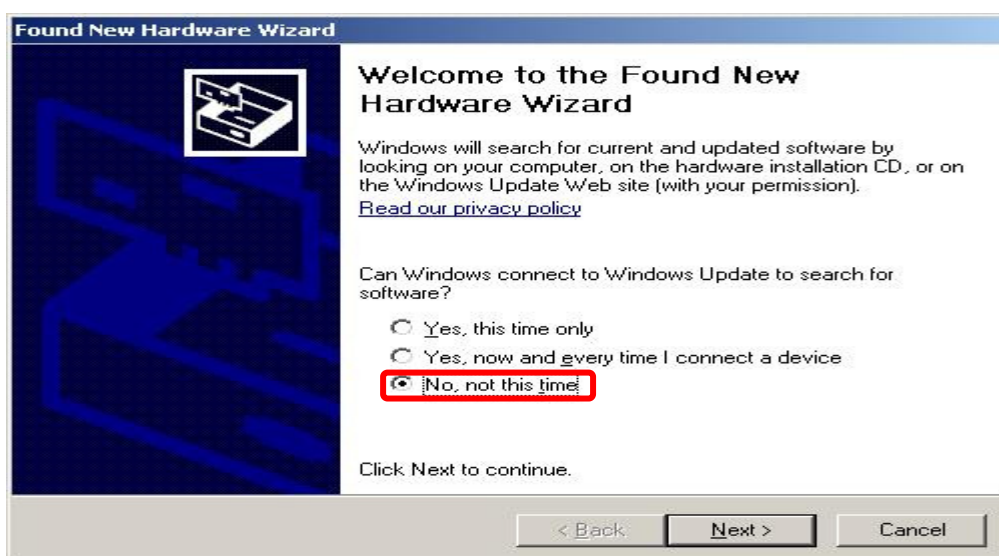 Found New Hardware Wizard
Welcome to the Found New
Hardware Wizard
Windows will search for current and updated software by
looking on your computer, on the hardware installation CD, or on
the Windows Update Web site (with your permission).
Read our privacy policy
Can Windows connect to Windows Update to search for
software?
Yes, this time only
Yes, now and every time I connect a device
No, not this time
Click Next to continue.
< Back
Next >
Cancel